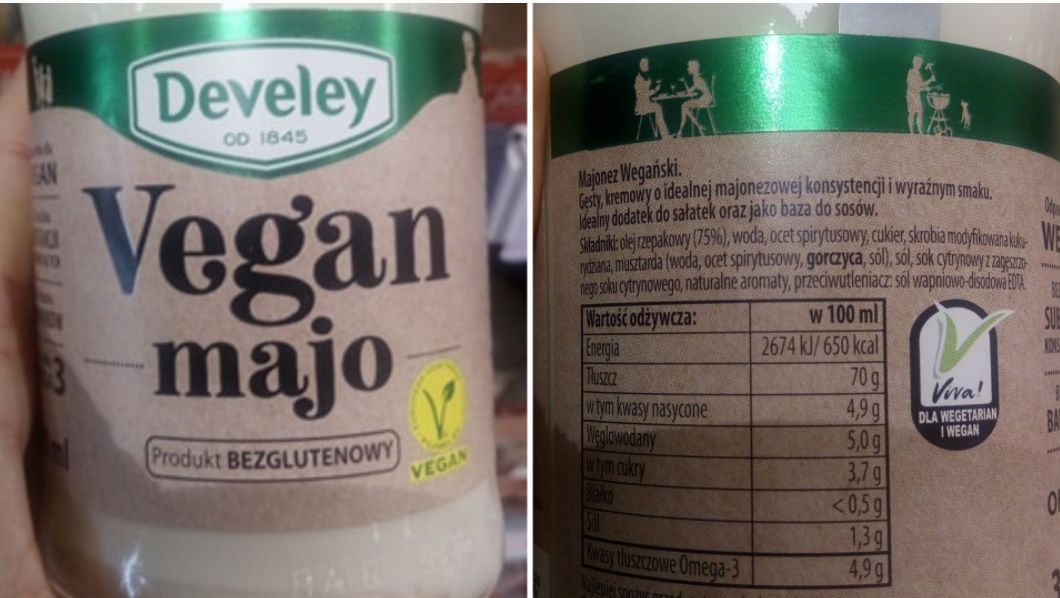 Develey
OD 1845
Vegan
majo
Produkt BEZGLUTENOWY
VEGAN
Majonez Wegański.
Gęsty, kremowy o idealnej majonezowej konsystencji i wyraźnym smaku.
Idealny dodatek do sałatek oraz jako baza do sosów.
Składniki: olej rzepakowy (75%), woda, ocet spirytusowy, cukier, skrobia modyfikowana kuku-
rydziana, musztarda (woda, ocet spirytusowy, gorczyca, sól), sól, sok cytrynowy z zagęszczo-
nego soku cytrynowego, naturalne aromaty, przeciwutleniacz: sól wapniowo-disodowa EDTA.
Wartość odżywcza: w 100 ml
Energia 2674 kJ/ 650 kcal
Tłuszcz 70 g
w tym kwasy nasycone 4,9 g
Węglowodany 5,0 g
w tym cukry 3,7 g
Białko < 0,5 g
Sól 1,3 g
Kwasy tłuszczowe Omega-3 4,9 g
Viva!
DLA WEGETARIAN
I WEGAN